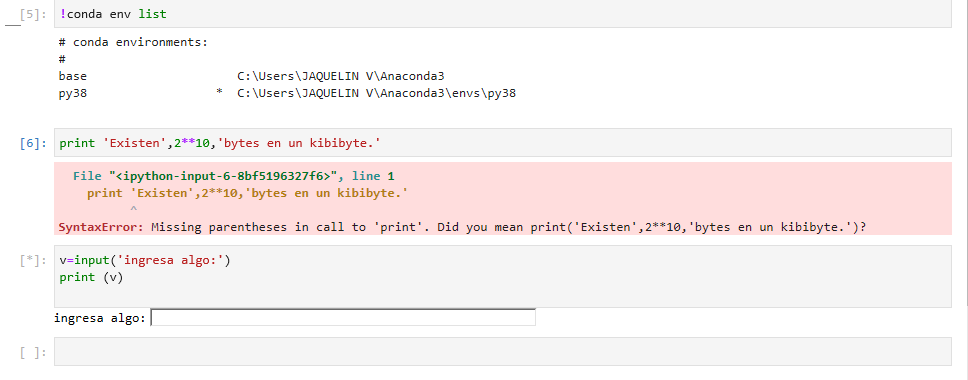 [5]: !conda env list
# conda environments:
#
base                     C:\Users\JAQUELIN V\Anaconda3
py38                  *  C:\Users\JAQUELIN V\Anaconda3\envs\py38
[6]: print 'Existen',2**10,'bytes en un kibibyte.'
File "<ipython-input-6-8bf5196327f6>", line 1
print 'Existen',2**10,'bytes en un kibibyte.'
^
SyntaxError: Missing parentheses in call to 'print'. Did you mean print('Existen',2**10,'bytes en un kibibyte.')?
[*]: v=input('ingresa algo:')
print (v)
ingresa algo:
[ ]: